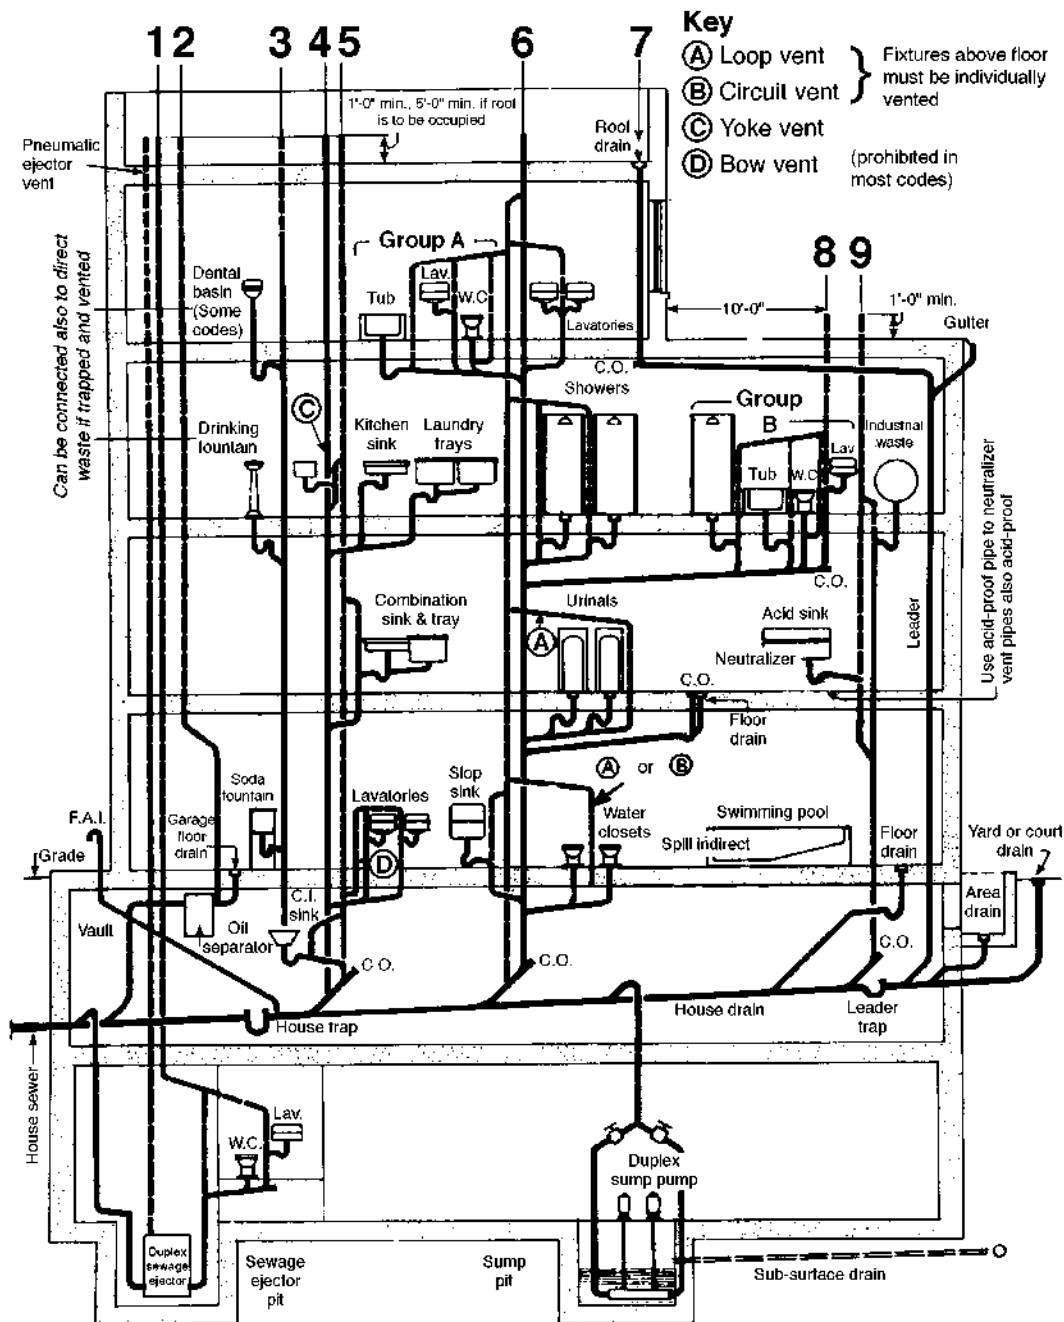 Key
1 2 3 4 5 6 7
A Loop vent
B Circuit vent
Fixtures above floor
must be individually
vented
C Yoke vent
D Bow vent
(prohibited in
most codes)
1'-0" min., 5'-0" min. if roof
is to be occupied
Roof
drain
Pneumatic
ejector
vent
Can be connected also to direct
waste if trapped and vented
Group A
8 9
Dental
basin
(Some
codes)
Tub
Lav.
W.C
Lavatories
10'-0"
1'-0" min.
Gutter
C.O.
Showers
C
Drinking
fountain
Kitchen
sink
Laundry
trays
Group
B
Industrial
waste
Lav
Tub
W.C
C.O.
Use acid-proof pipe to neutralizer
vent pipes also acid-proof
Leader
Combination
sink & tray
Urinals
A
Acid sink
Neutralizer
C.O.
Floor
drain
A or B
Soda
fountain
Slop
sink
Lavatories
F.A.I.
Garage
floor
drain
D
Water
closets
Swimming pool
Spill indirect
Floor
drain
Yard or court
drain
Grade
C.I.
sink
Area
drain
Vault
Oil
separator
C.O.
C.O.
C.O.
House trap
House drain
Leader
trap
House sewer
Lav.
W.C.
Duplex
sump pump
Duplex
sewage
ejector
Sewage
ejector
pit
Sump
pit
Sub-surface drain